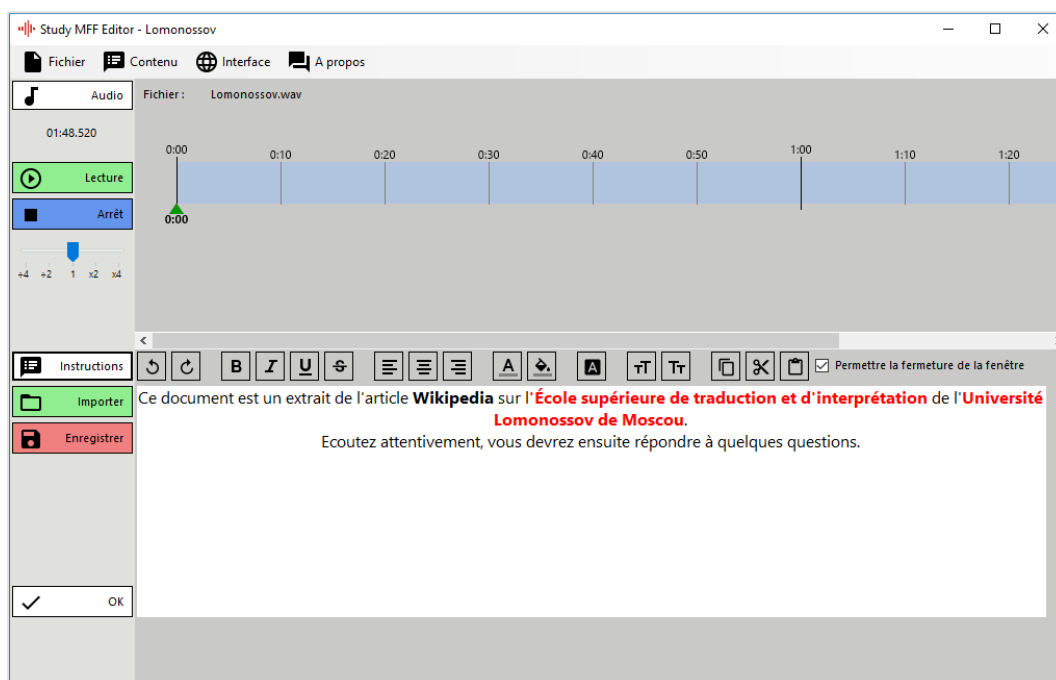 Study MFF Editor - Lomonossov
Fichier Contenu Interface A propos
Audio Fichier : Lomonossov.wav
01:48.520
0:00 0:10 0:20 0:30 0:40 0:50 1:00 1:10 1:20
Lecture
Arrêt
0:00
÷4 ÷2 1 x2 x4
Instructions B I U S A A TT TT Permettre la fermeture de la fenêtre
Importer
Enregistrer
Ce document est un extrait de l'article Wikipedia sur l'École supérieure de traduction et d'interprétation de l'Université
Lomonossov de Moscou.
Ecoutez attentivement, vous devrez ensuite répondre à quelques questions.
OK